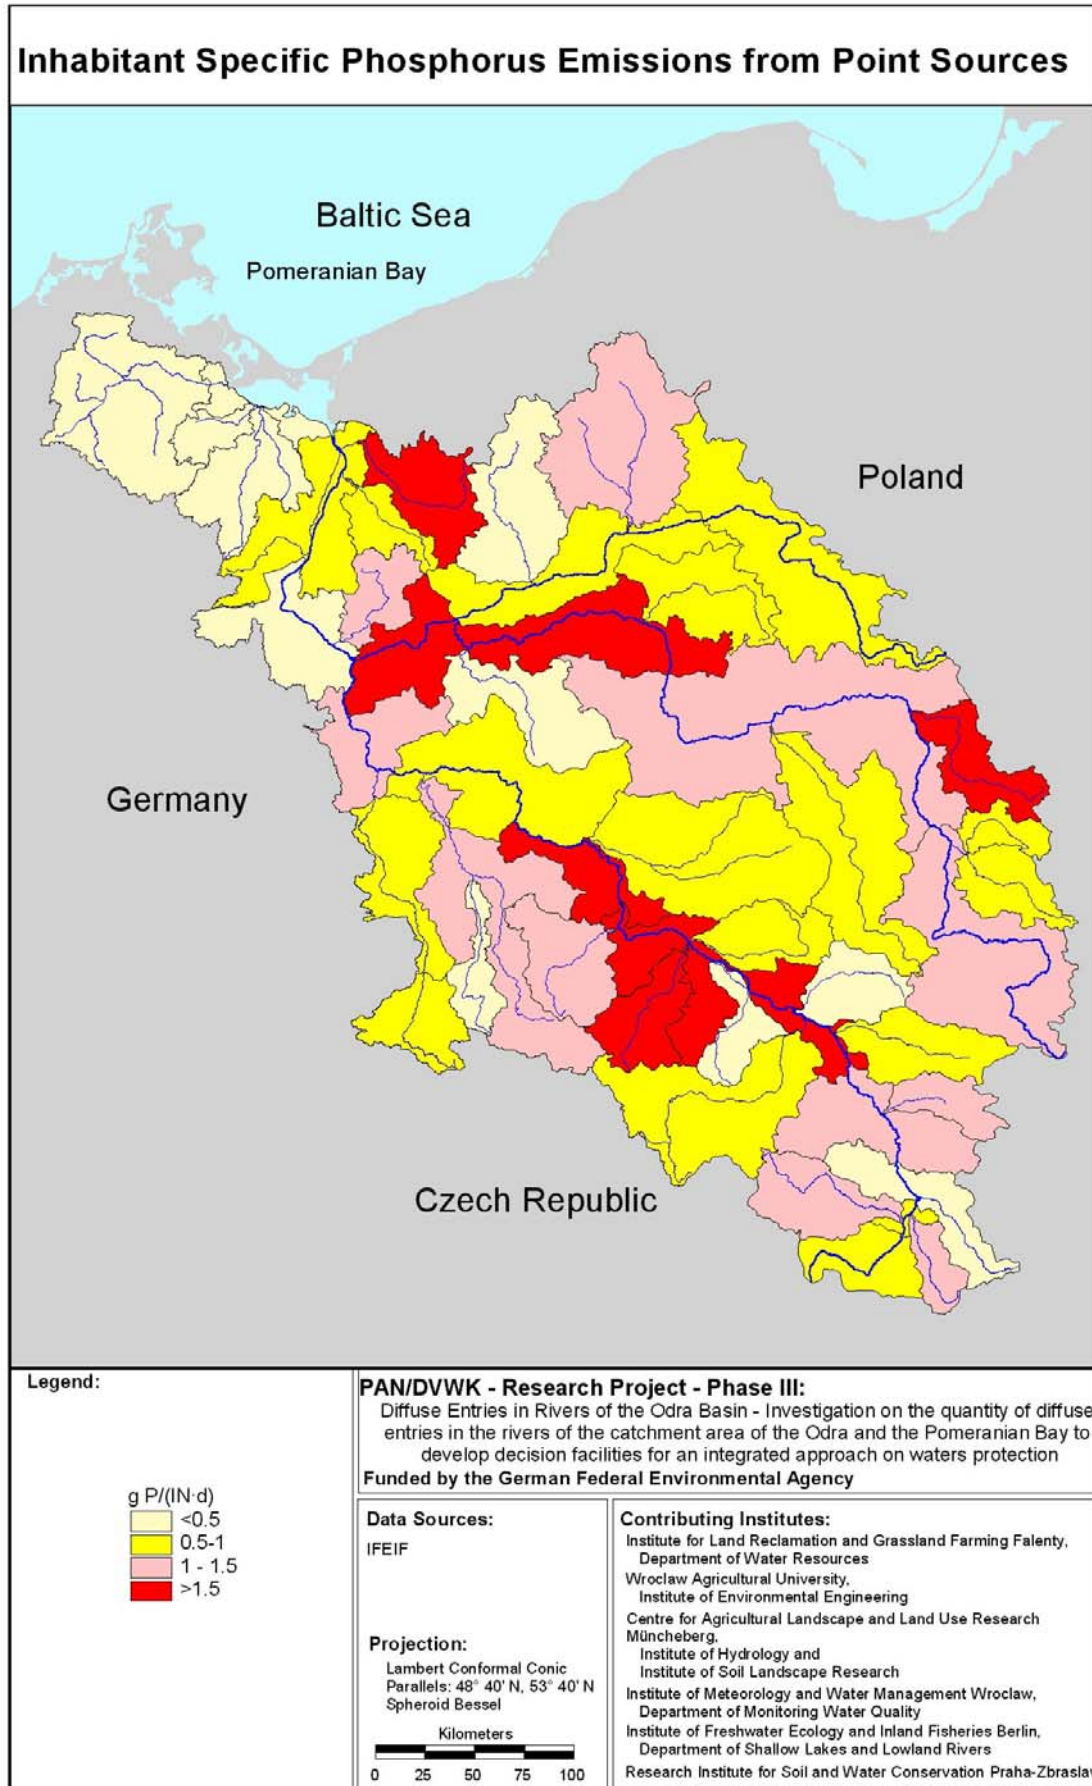 Inhabitant Specific Phosphorus Emissions from Point Sources
Baltic Sea
Pomeranian Bay
Poland
Germany
Czech Republic
Legend:
g P/(IN·d)
<0.5
0.5-1
1 - 1.5
>1.5
PAN/DVWK - Research Project - Phase III:
Diffuse Entries in Rivers of the Odra Basin - Investigation on the quantity of diffuse
entries in the rivers of the catchment area of the Odra and the Pomeranian Bay to
develop decision facilities for an integrated approach on waters protection
Funded by the German Federal Environmental Agency
Data Sources:
IFEIF
Projection:
Lambert Conformal Conic
Parallels: 48° 40' N, 53° 40' N
Spheroid Bessel
Kilometers
0 25 50 75 100
Contributing Institutes:
Institute for Land Reclamation and Grassland Farming Falenty,
Department of Water Resources
Wroclaw Agricultural University,
Institute of Environmental Engineering
Centre for Agricultural Landscape and Land Use Research
Müncheberg,
Institute of Hydrology and
Institute of Soil Landscape Research
Institute of Meteorology and Water Management Wroclaw,
Department of Monitoring Water Quality
Institute of Freshwater Ecology and Inland Fisheries Berlin,
Department of Shallow Lakes and Lowland Rivers
Research Institute for Soil and Water Conservation Praha-Zbrasla